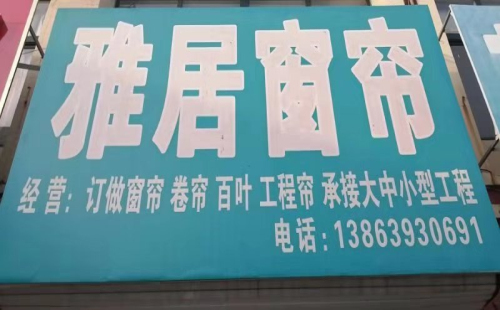 雅居窗帘
经营：订做窗帘 卷帘 百叶 工程帘 承接大中小型工程
电话：13863930691